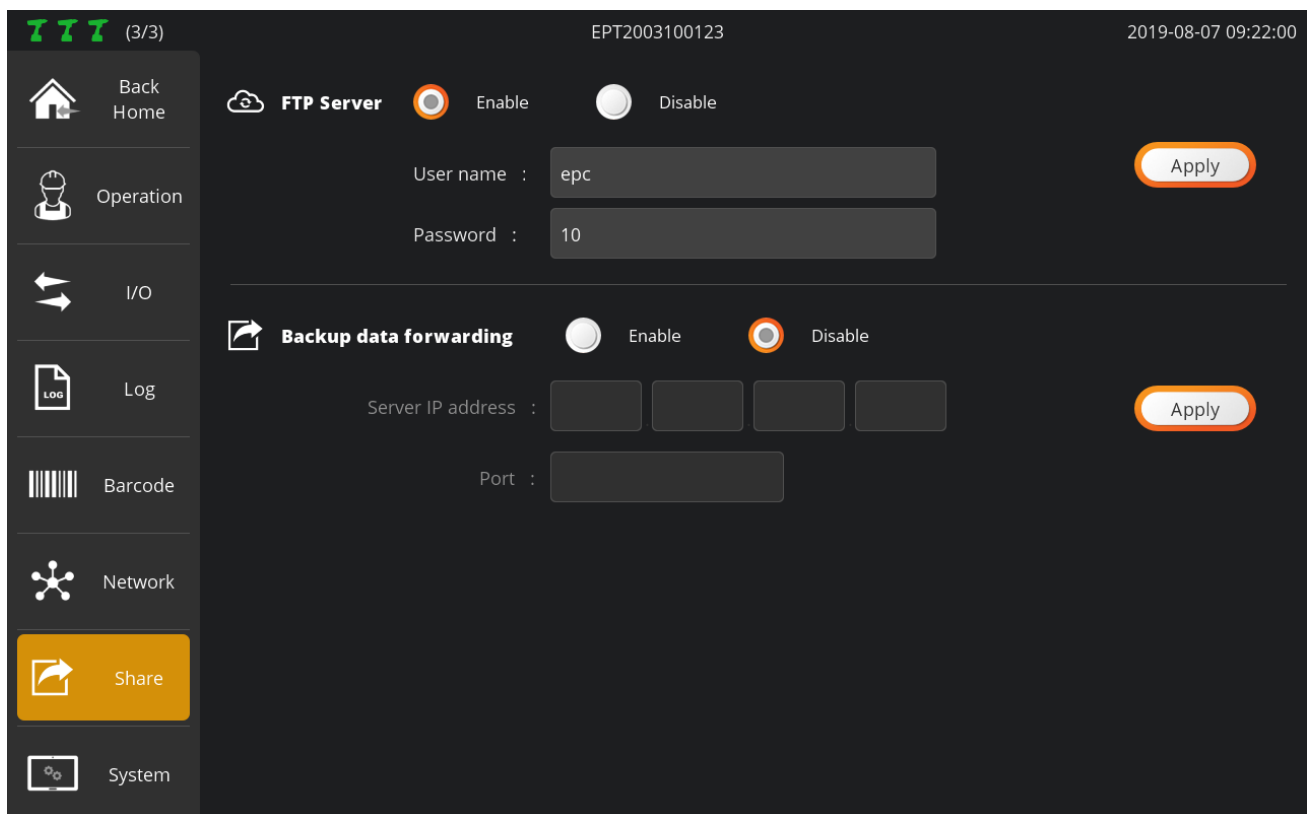 (3/3) EPT2003100123 2019-08-07 09:22:00
Back
Home
Operation
I/O
LOG Log
Barcode
Network
Share
System
FTP Server Enable Disable
User name : epc
Apply
Password : 10
Backup data forwarding Enable Disable
Server IP address : . . .
Apply
Port :